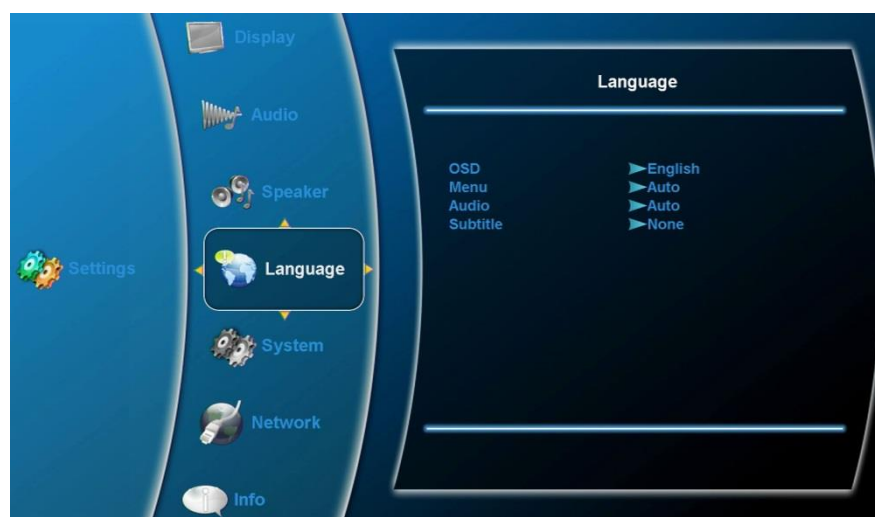 Settings
Display
Audio
Speaker
Language
System
Network
Info
Language
OSD English
Menu Auto
Audio Auto
Subtitle None